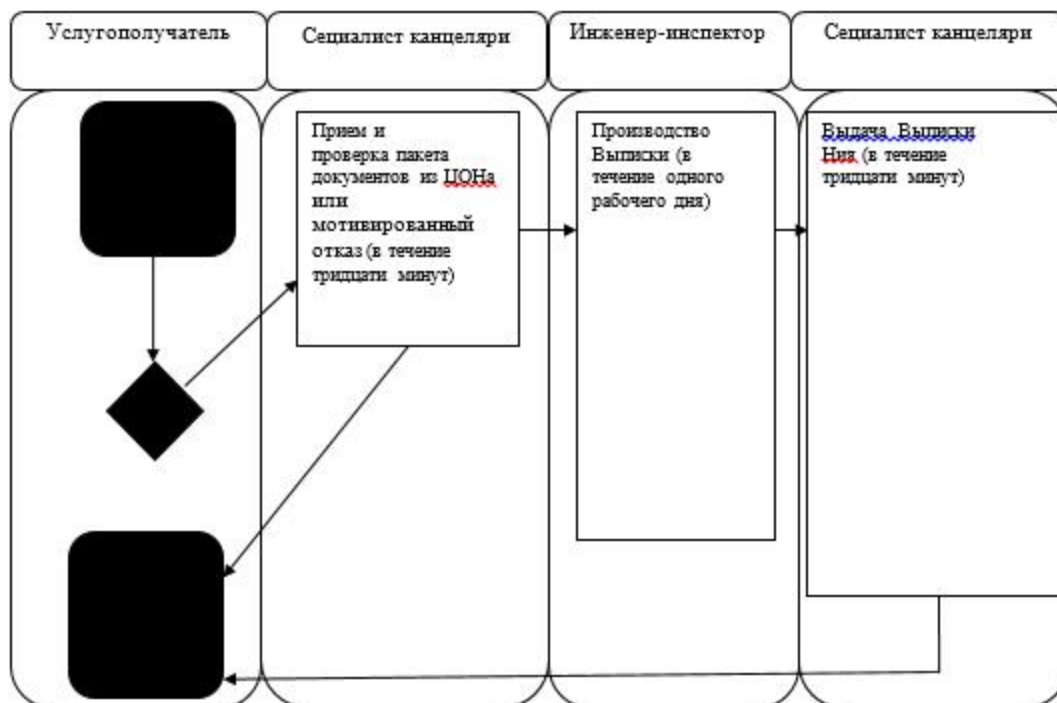 Услугополучатель
Сециалист канцеляри
Инженер-инспектор
Сециалист канцеляри
Прием и
проверка пакета
документов из ЦОНа
или
мотивированный
отказ (в течение
тридцати минут)
Производство
Выписки (в
течение одного
рабочего дня)
Выдача Выписки
Ния (в течение
тридцати минут)